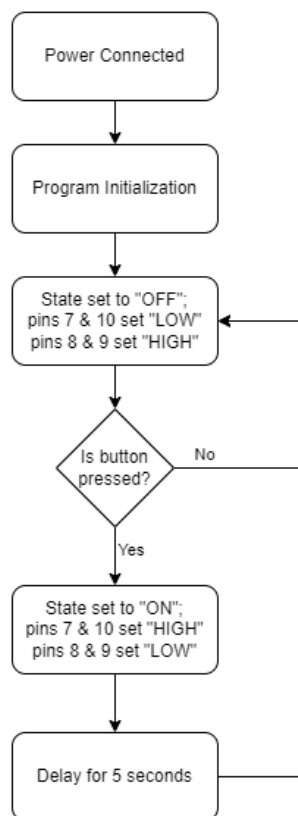 Power Connected
Program Initialization
State set to "OFF";
pins 7 & 10 set "LOW"
pins 8 & 9 set "HIGH"
Is button
pressed?
No
Yes
State set to "ON";
pins 7 & 10 set "HIGH"
pins 8 & 9 set "LOW"
Delay for 5 seconds